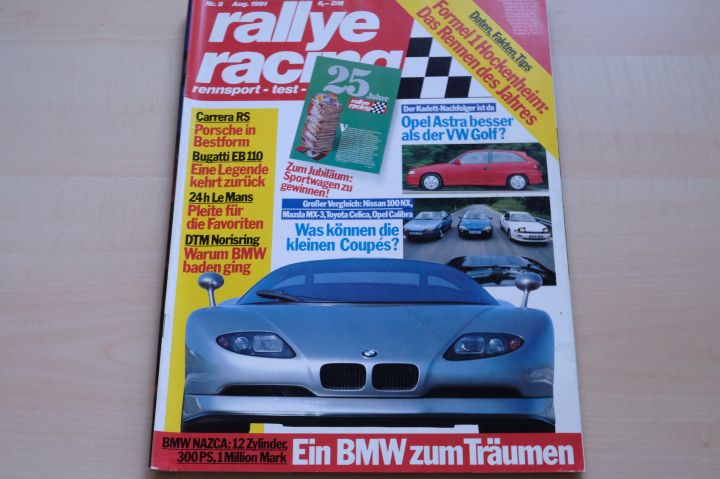 Nr. 8 Aug. 1991 6,- DM
rallye
racing
rennsport - test -
Daten, Fakten, Tips
Formel 1 Hockenheim:
Das Rennen des Jahres
25
Jahre
rallye
racing
Zum Jubiläum:
Sportwagen zu
gewinnen!
Carrera RS
Porsche in
Bestform
Bugatti EB 110
Eine Legende
kehrt zurück
24 h Le Mans
Pleite für
die Favoriten
DTM Norisring
Warum BMW
baden ging
Der Kadett-Nachfolger ist da
Opel Astra besser
als der VW Golf?
Großer Vergleich: Nissan 100 NX,
Mazda MX-3, Toyota Celica, Opel Calibra
Was können die
kleinen Coupés?
BMW NAZCA: 12 Zylinder,
300 PS, 1 Million Mark
Ein BMW zum Träumen